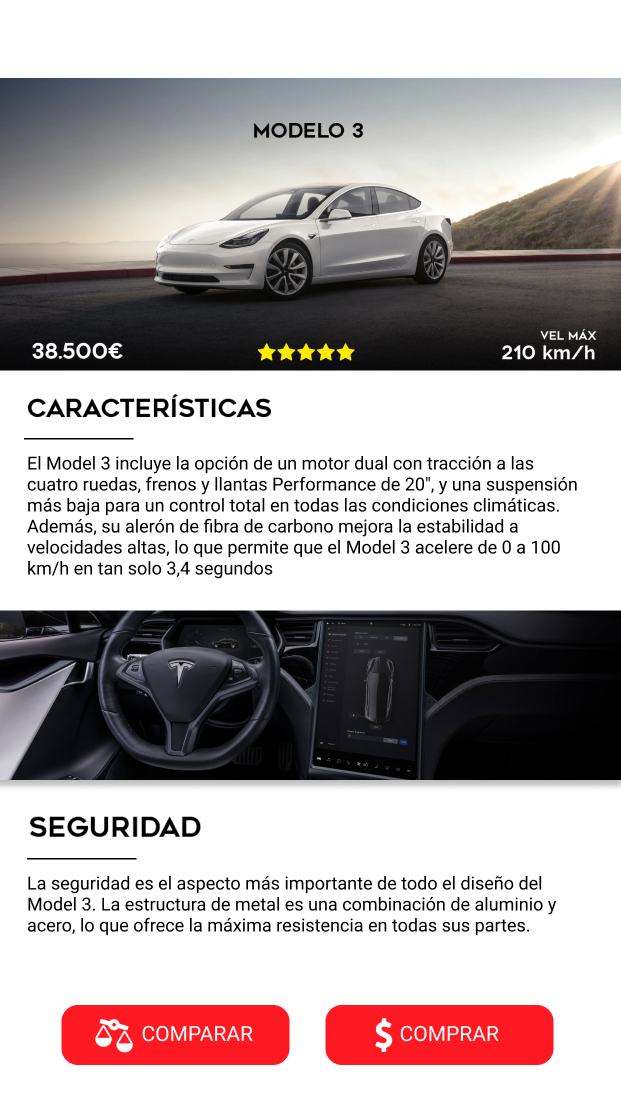 MODELO 3
38.500€
VEL MÁX
210 km/h
CARACTERÍSTICAS
El Model 3 incluye la opción de un motor dual con tracción a las
cuatro ruedas, frenos y llantas Performance de 20", y una suspensión
más baja para un control total en todas las condiciones climáticas.
Además, su alerón de fibra de carbono mejora la estabilidad a
velocidades altas, lo que permite que el Model 3 acelere de 0 a 100
km/h en tan solo 3,4 segundos
SEGURIDAD
La seguridad es el aspecto más importante de todo el diseño del
Model 3. La estructura de metal es una combinación de aluminio y
acero, lo que ofrece la máxima resistencia en todas sus partes.
COMPARAR
$ COMPRAR